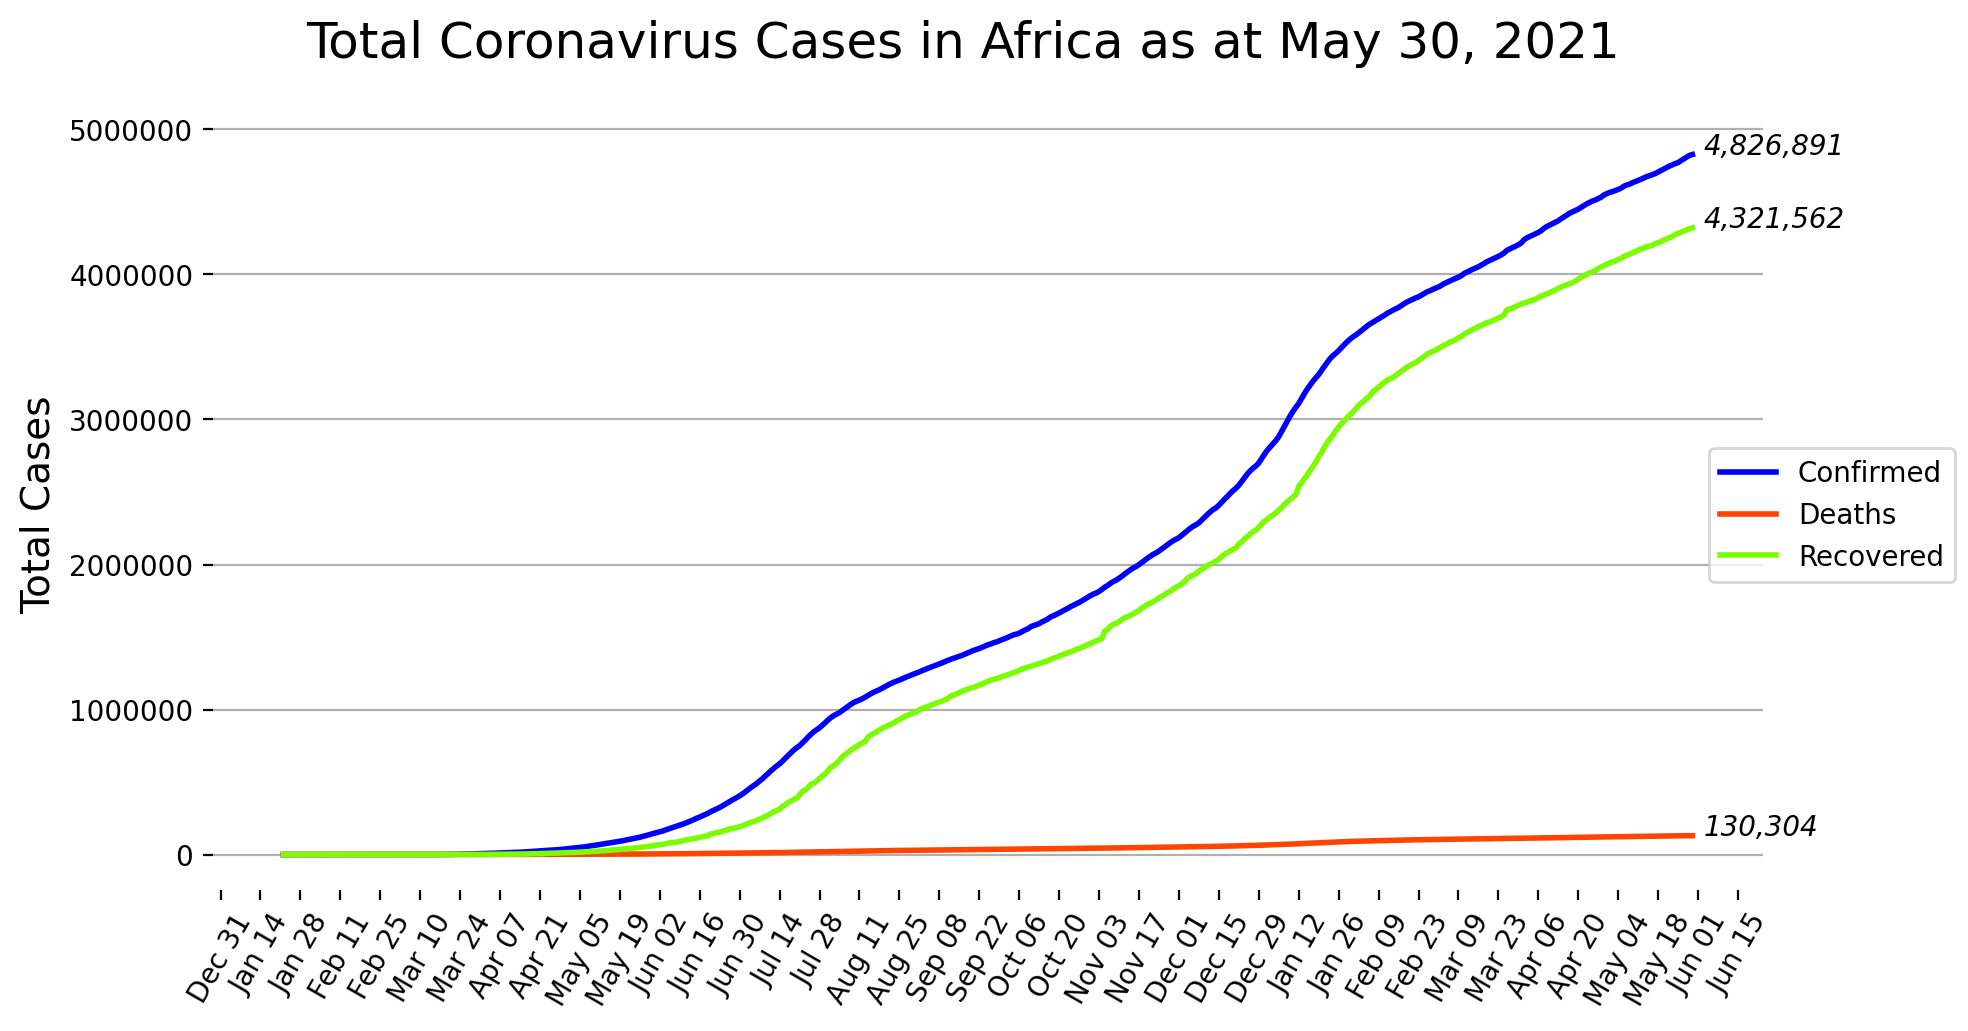 Total Coronavirus Cases in Africa as at May 30, 2021
Total Cases
5000000
4000000
3000000
2000000
1000000
0
4,826,891
4,321,562
130,304
Confirmed
Deaths
Recovered
Dec 31
Jan 14
Jan 28
Feb 11
Feb 25
Mar 10
Mar 24
Apr 07
Apr 21
May 05
May 19
Jun 02
Jun 16
Jun 30
Jul 14
Jul 28
Aug 11
Aug 25
Sep 08
Sep 22
Oct 06
Oct 20
Nov 03
Nov 17
Dec 01
Dec 15
Dec 29
Jan 12
Jan 26
Feb 09
Feb 23
Mar 09
Mar 23
Apr 06
Apr 20
May 04
May 18
Jun 01
Jun 15